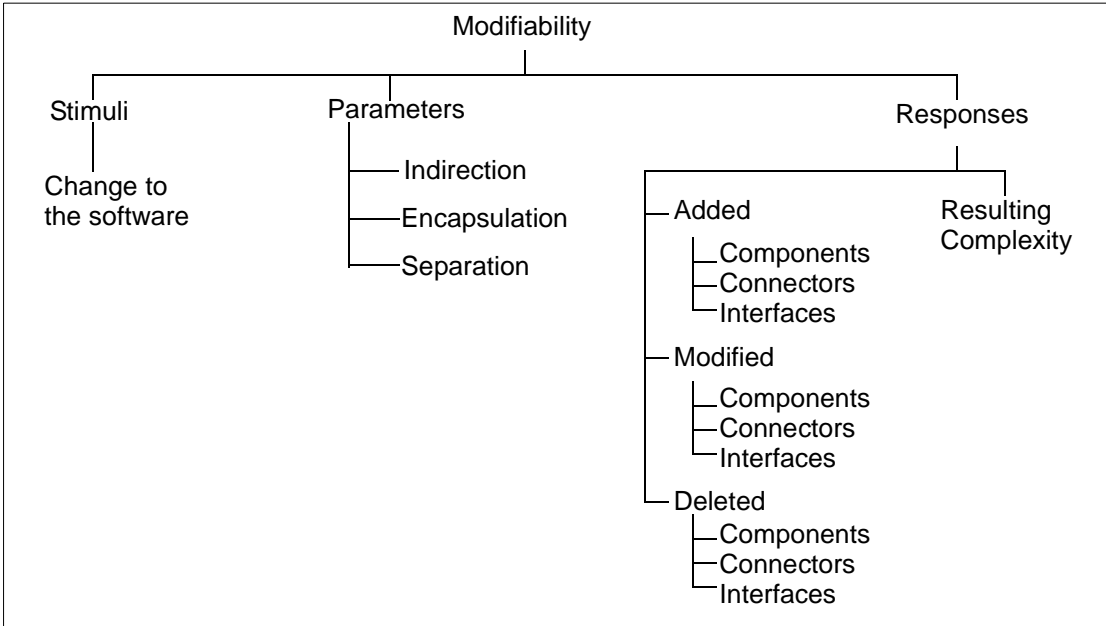 Modifiability
Stimuli
Change to
the software
Parameters
Indirection
Encapsulation
Separation
Responses
Added
Components
Connectors
Interfaces
Modified
Components
Connectors
Interfaces
Deleted
Components
Connectors
Interfaces
Resulting
Complexity